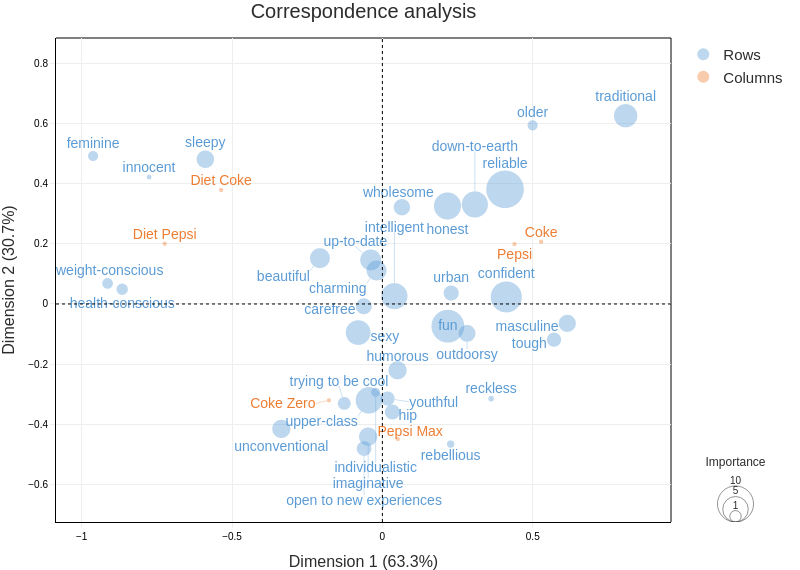 Correspondence analysis
Rows
Columns
0.8
0.6
0.4
0.2
0
−0.2
−0.4
−0.6
Dimension 2 (30.7%)
traditional
older
feminine
sleepy
down-to-earth
innocent
reliable
Diet Coke
wholesome
intelligent
honest
Diet Pepsi
Coke
up-to-date
Pepsi
weight-conscious
beautiful
urban
confident
charming
health-conscious
carefree
fun
masculine
sexy
tough
humorous
outdoorsy
trying to be cool
reckless
Coke Zero
youthful
upper-class
hip
Pepsi Max
unconventional
rebellious
individualistic
imaginative
open to new experiences
Importance
10
5
1
−1
−0.5
0
0.5
Dimension 1 (63.3%)